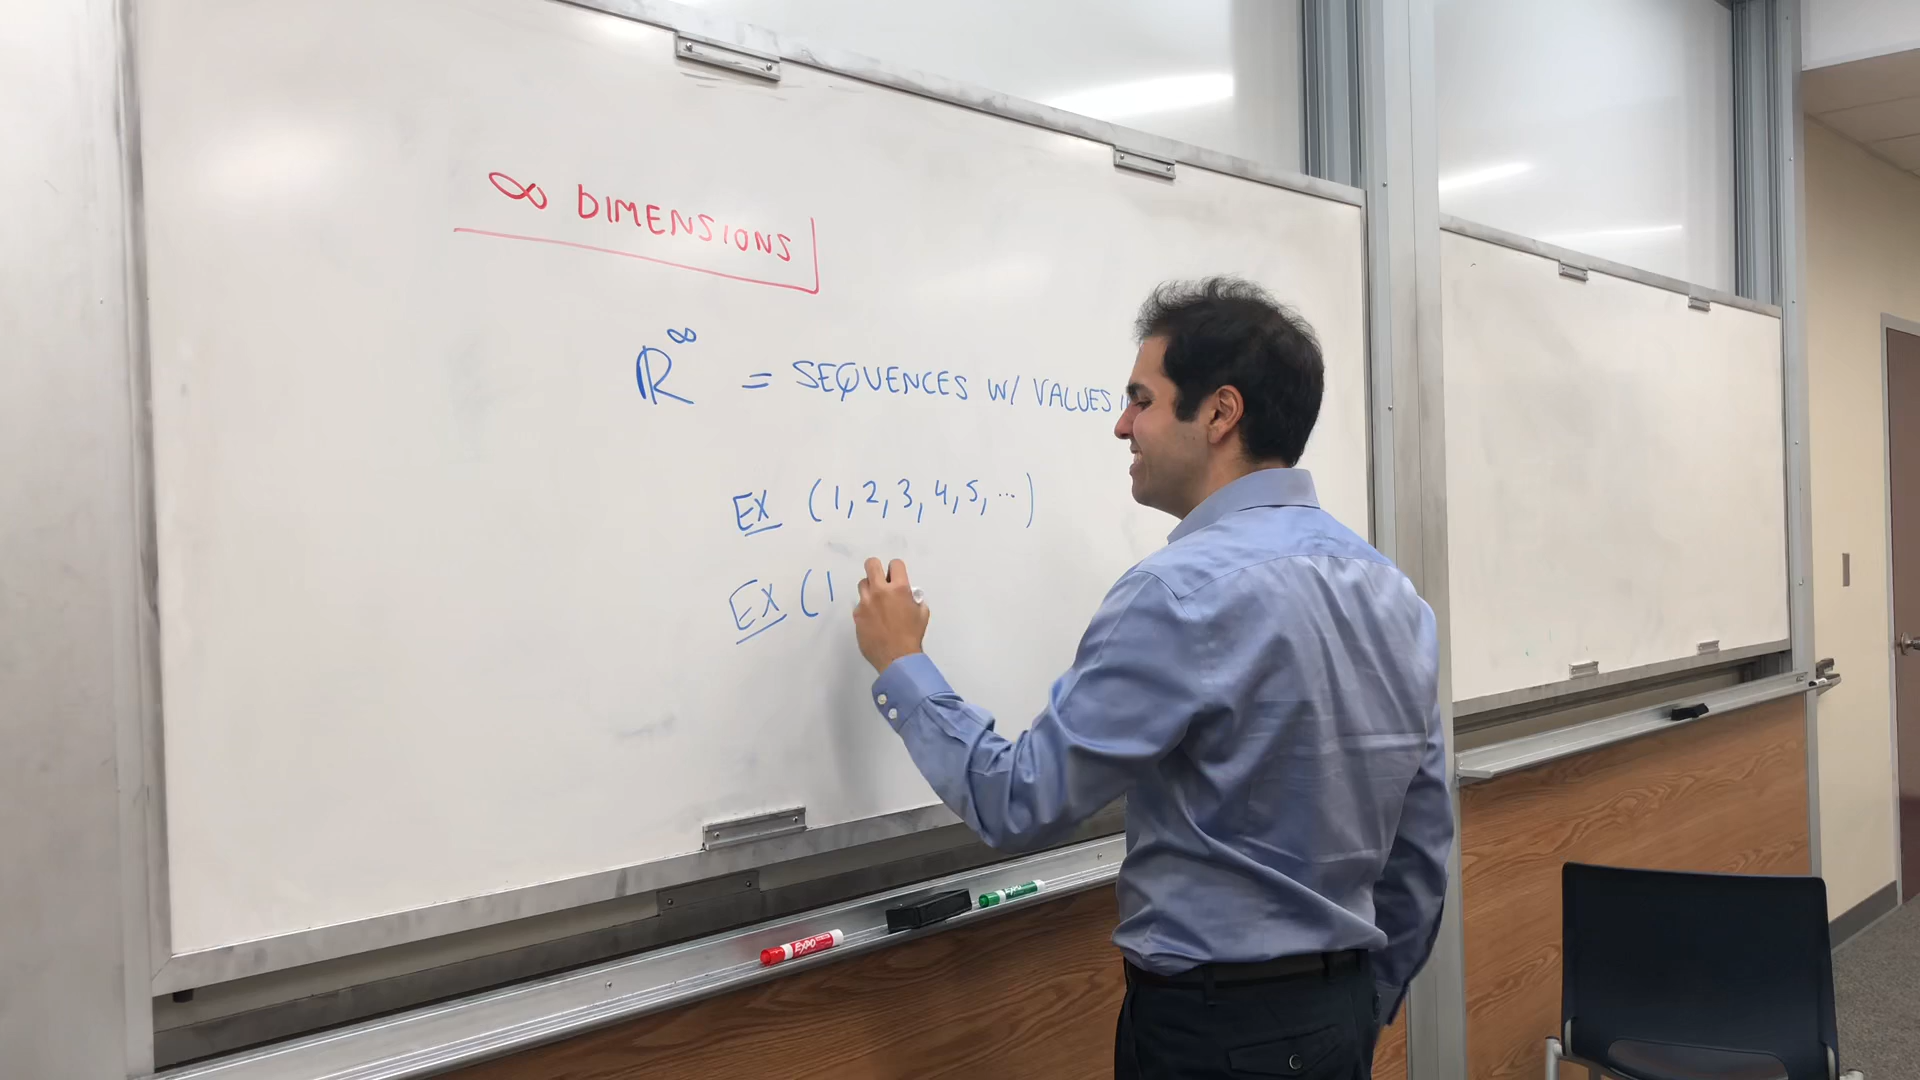 ∞ DIMENSIONS
ℝ^∞ = SEQUENCES W/ VALUES
EX (1,2,3,4,5,...)
EX (1
EXPO
EXPO